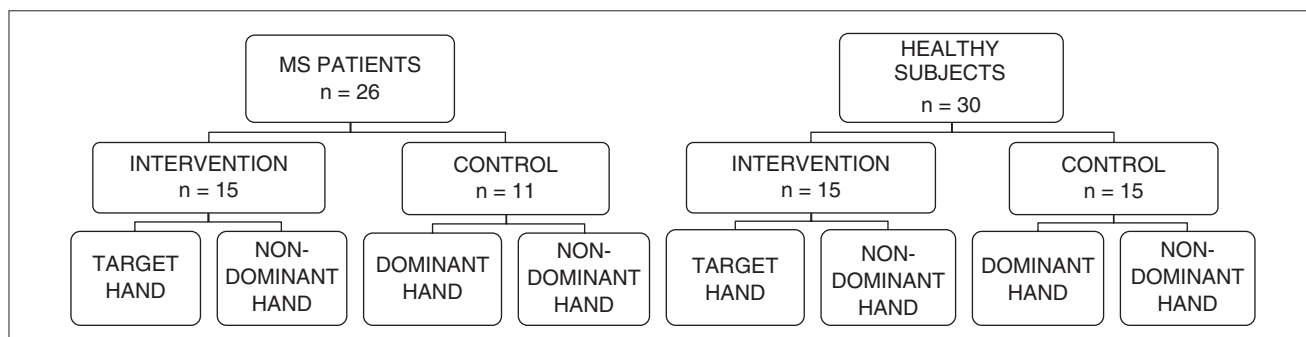 MS PATIENTS
n = 26
HEALTHY
SUBJECTS
n = 30
INTERVENTION
n = 15
CONTROL
n = 11
INTERVENTION
n = 15
CONTROL
n = 15
TARGET
HAND
NON-
DOMINANT
HAND
DOMINANT
HAND
NON-
DOMINANT
HAND
TARGET
HAND
NON-
DOMINANT
HAND
DOMINANT
HAND
NON-
DOMINANT
HAND